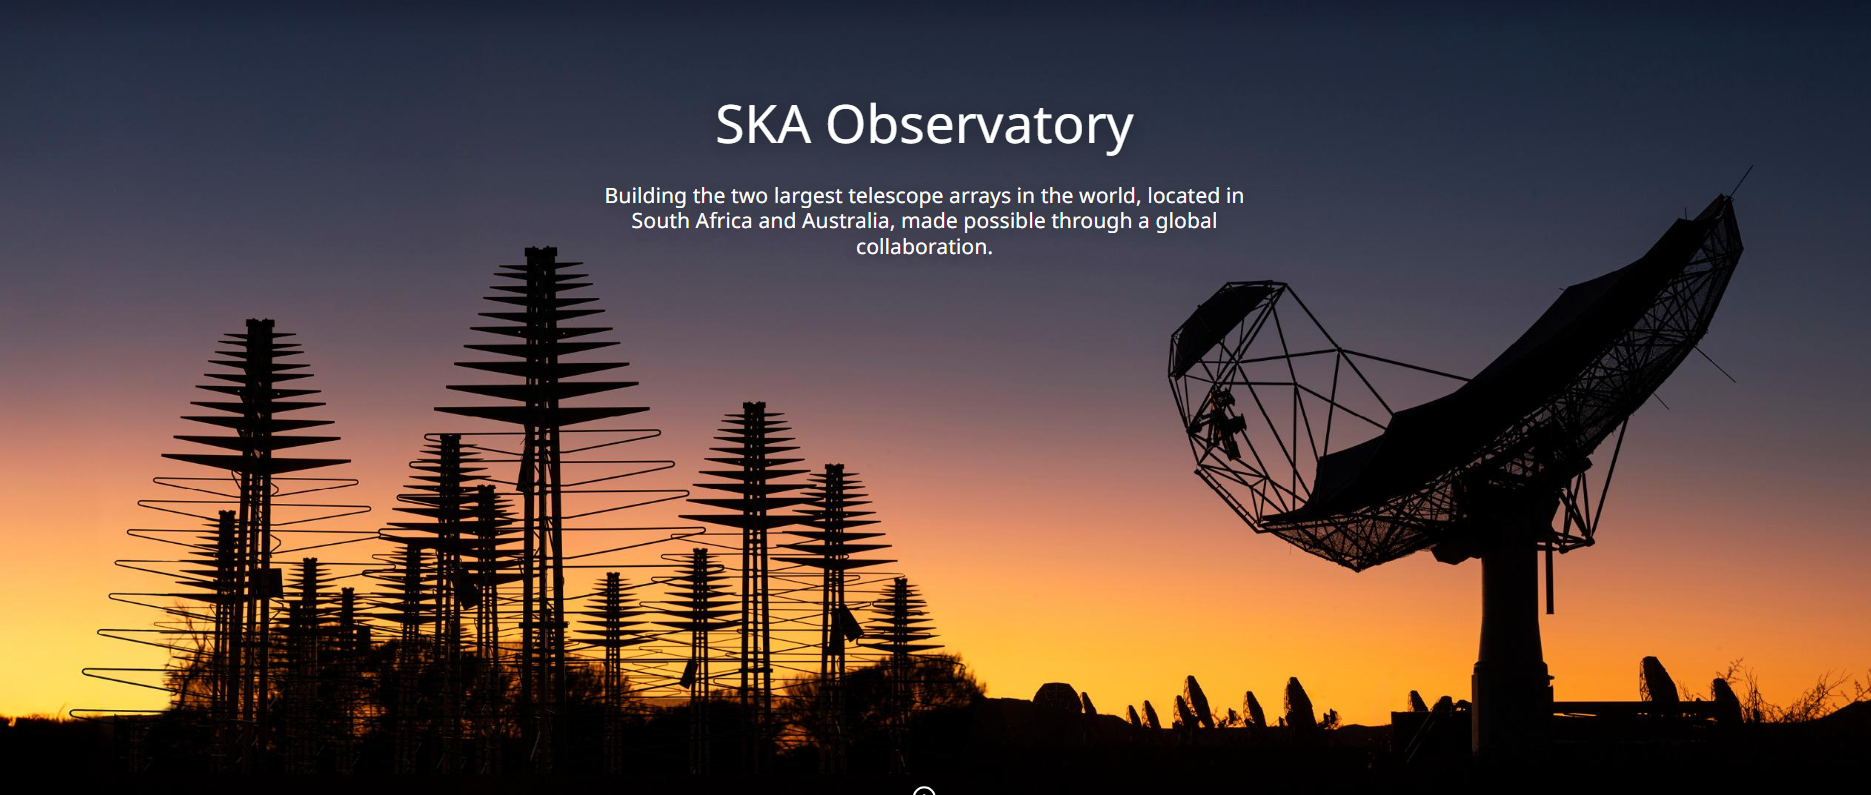 SKA Observatory
Building the two largest telescope arrays in the world, located in
South Africa and Australia, made possible through a global
collaboration.